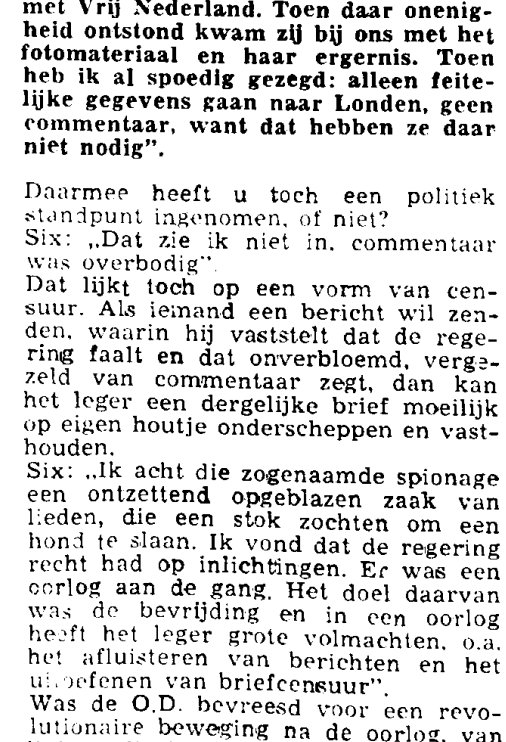 met Vrij Nederland. Toen daar onenig-
heid ontstond kwam zij bij ons met het
fotomateriaal en haar ergernis. Toen
heb ik al spoedig gezegd: alleen feite-
lijke gegevens gaan naar Londen, geen
commentaar, want dat hebben ze daar
niet nodig".
Daarmee heeft u toch een politiek
standpunt ingenomen, of niet?
Six: „Dat zie ik niet in, commentaar
was overbodig".
Dat lijkt toch op een vorm van cen-
suur. Als iemand een bericht wil zen-
den, waarin hij vaststelt dat de rege-
ring faalt en dat onverbloemd, verge-
zeld van commentaar zegt, dan kan
het leger een dergelijke brief moeilijk
op eigen houtje onderscheppen en vast-
houden.
Six: „Ik acht die zogenaamde spionage
een ontzettend opgeblazen zaak van
lieden, die een stok zochten om een
hond te slaan. Ik vond dat de regering
recht had op inlichtingen. Er was een
oorlog aan de gang. Het doel daarvan
was de bevrijding en in een oorlog
heeft het leger grote volmachten, o.a.
het afluisteren van berichten en het
uitoefenen van briefcensuur".
Was de O.D. bevreesd voor een revo-
lutionaire beweging na de oorlog, van